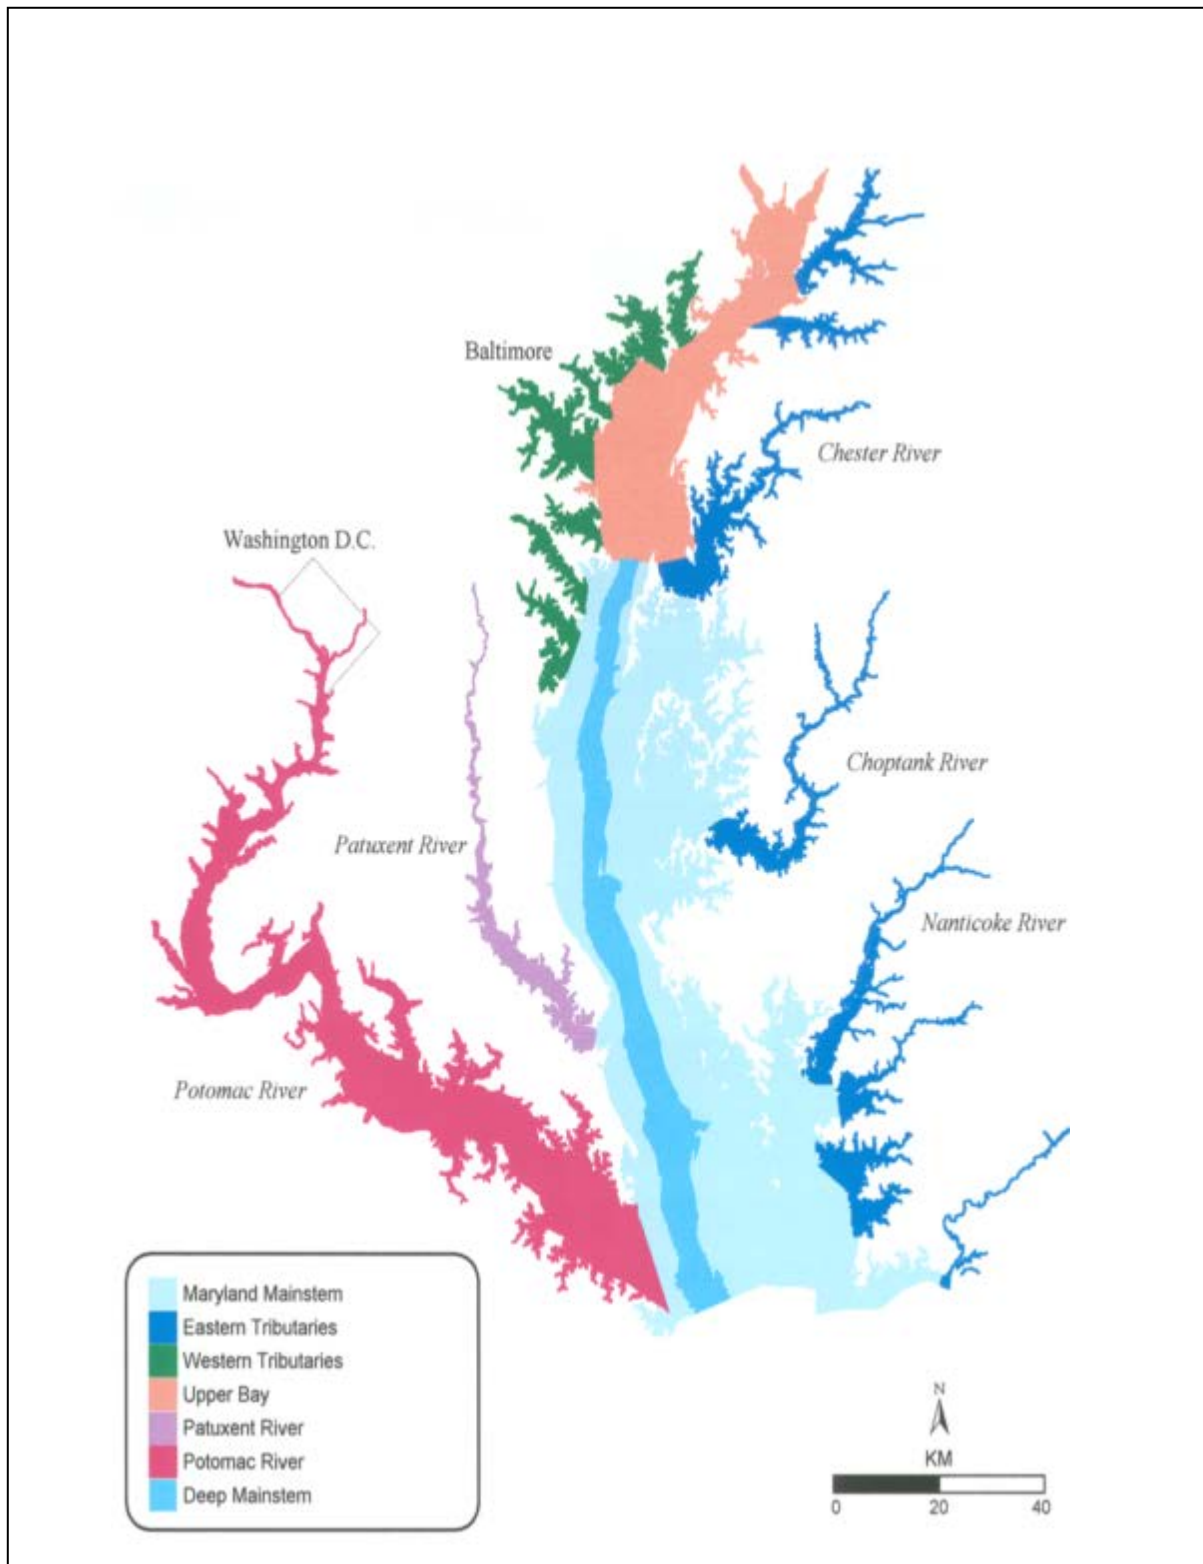 Baltimore
Chester River
Washington D.C.
Choptank River
Patuxent River
Nanticoke River
Potomac River
Maryland Mainstem
Eastern Tributaries
Western Tributaries
Upper Bay
Patuxent River
Potomac River
Deep Mainstem
N
KM
0 20 40